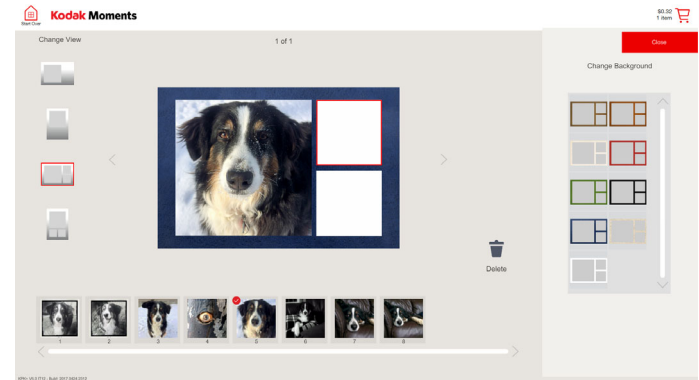 Start Over
Kodak Moments
$0.32
1 item
Change View
1 of 1
Close
Change Background
Delete
1
2
3
4
5
6
7
8